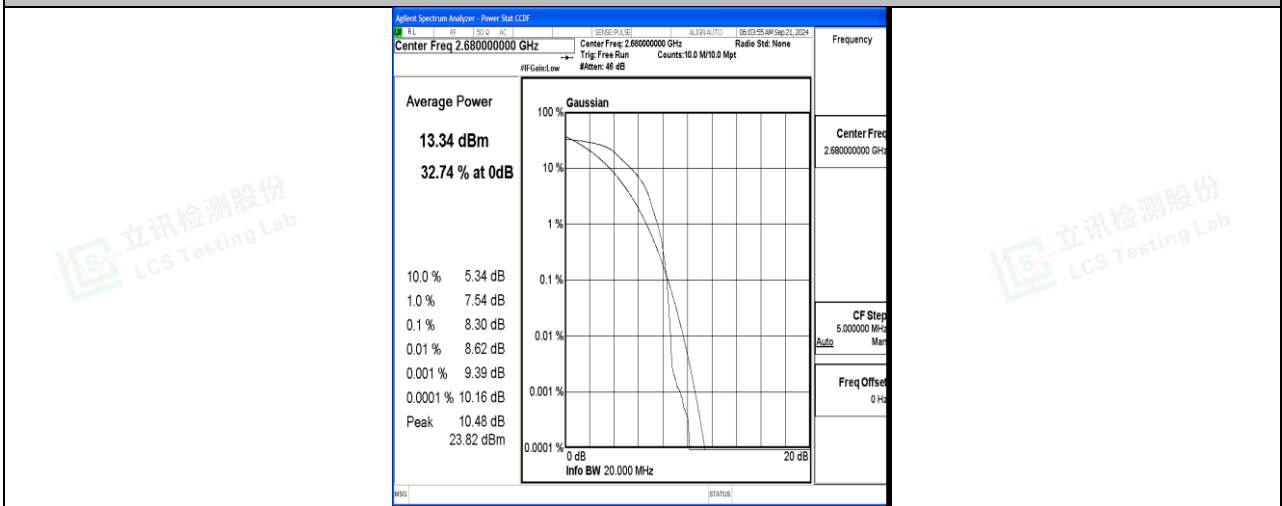 Agilent Spectrum Analyzer - Power Stat CCDF
RL RF 50 Ω AC SENSE:PULSE ALIGN AUTO 06:03:55 AM Sep 21, 2024
Center Freq 2.680000000 GHz
Center Freq: 2.680000000 GHz Radio Std: None
Trig: Free Run Counts:10.0 M/10.0 Mpt
#IFGain:Low #Atten: 46 dB
Frequency
Average Power
13.34 dBm
32.74 % at 0dB
10.0 % 5.34 dB
1.0 % 7.54 dB
0.1 % 8.30 dB
0.01 % 8.62 dB
0.001 % 9.39 dB
0.0001 % 10.16 dB
Peak 10.48 dB
23.82 dBm
Gaussian
100 %
10 %
1 %
0.1 %
0.01 %
0.001 %
0.0001 %
0 dB 20 dB
Info BW 20.000 MHz
Center Freq
2.680000000 GHz
CF Step
5.000000 MHz
Auto Man
Freq Offset
0 Hz
MSG STATUS
立讯检测股份
LCS Testing Lab
立讯检测股份
LCS Testing Lab